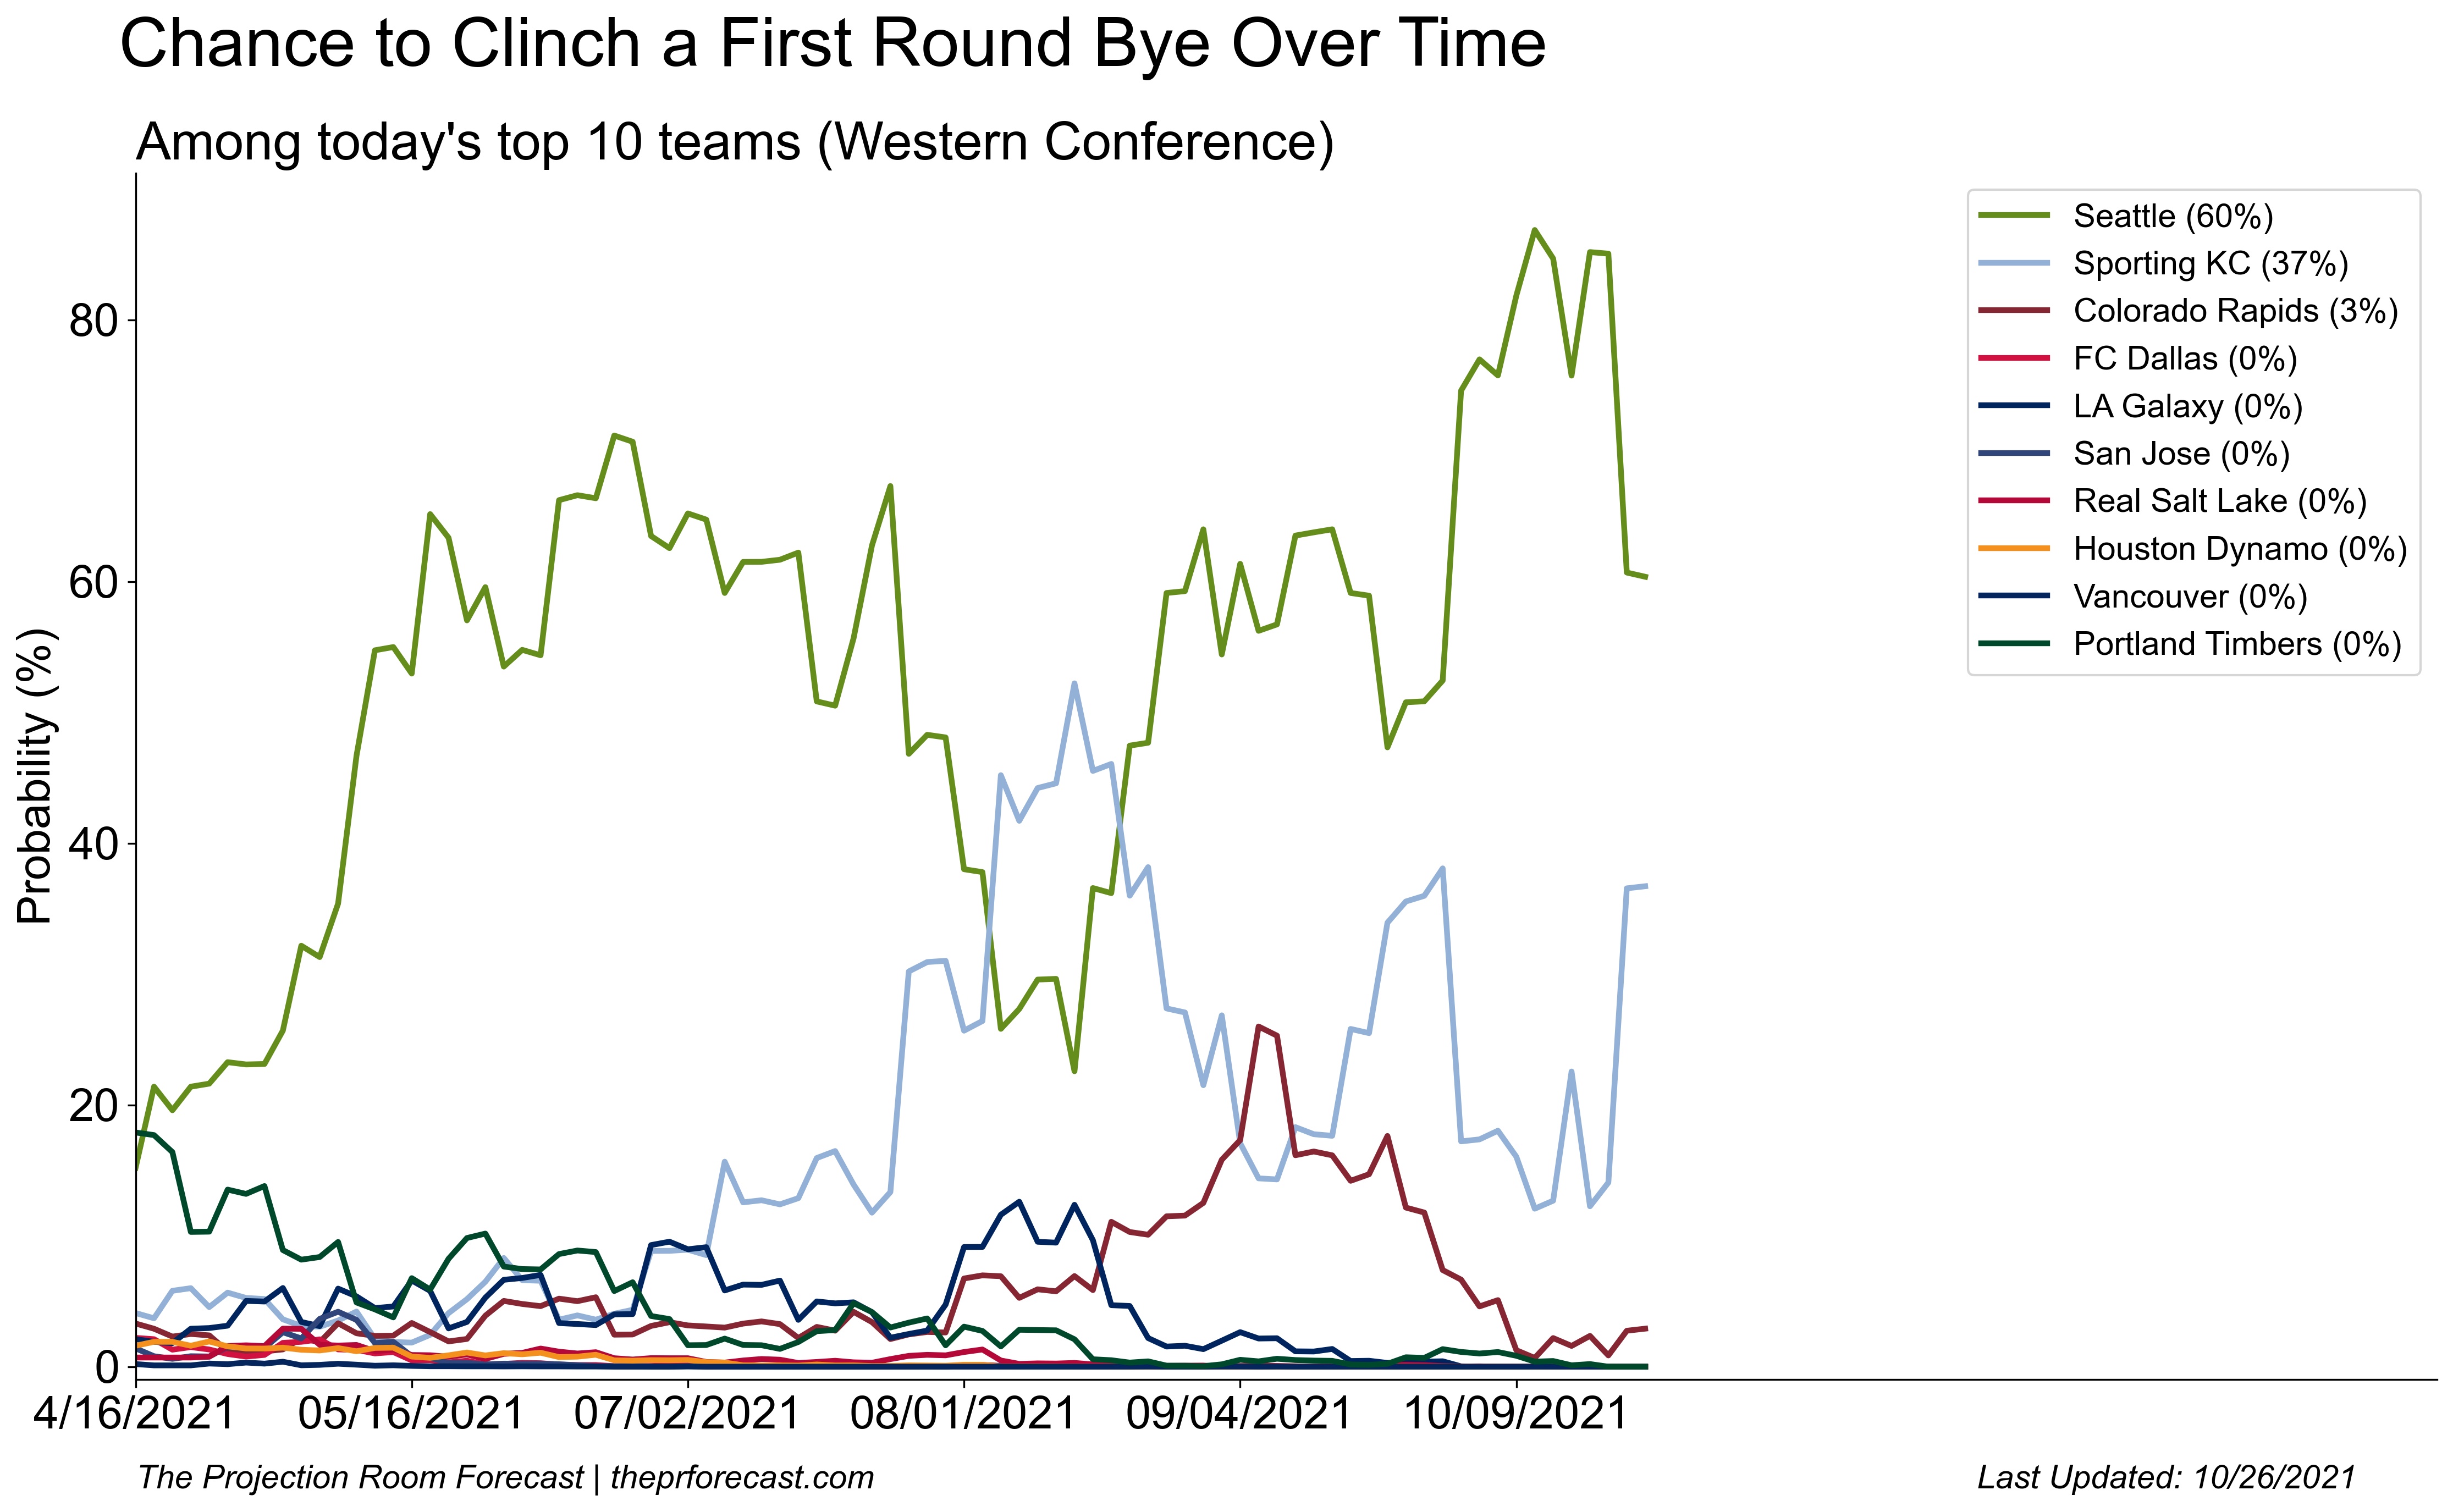 Chance to Clinch a First Round Bye Over Time
Among today's top 10 teams (Western Conference)
Seattle (60%)
Sporting KC (37%)
Colorado Rapids (3%)
FC Dallas (0%)
LA Galaxy (0%)
San Jose (0%)
Real Salt Lake (0%)
Houston Dynamo (0%)
Vancouver (0%)
Portland Timbers (0%)
Probability (%)
80
60
40
20
0
4/16/2021 05/16/2021 07/02/2021 08/01/2021 09/04/2021 10/09/2021
The Projection Room Forecast | theprforecast.com
Last Updated: 10/26/2021